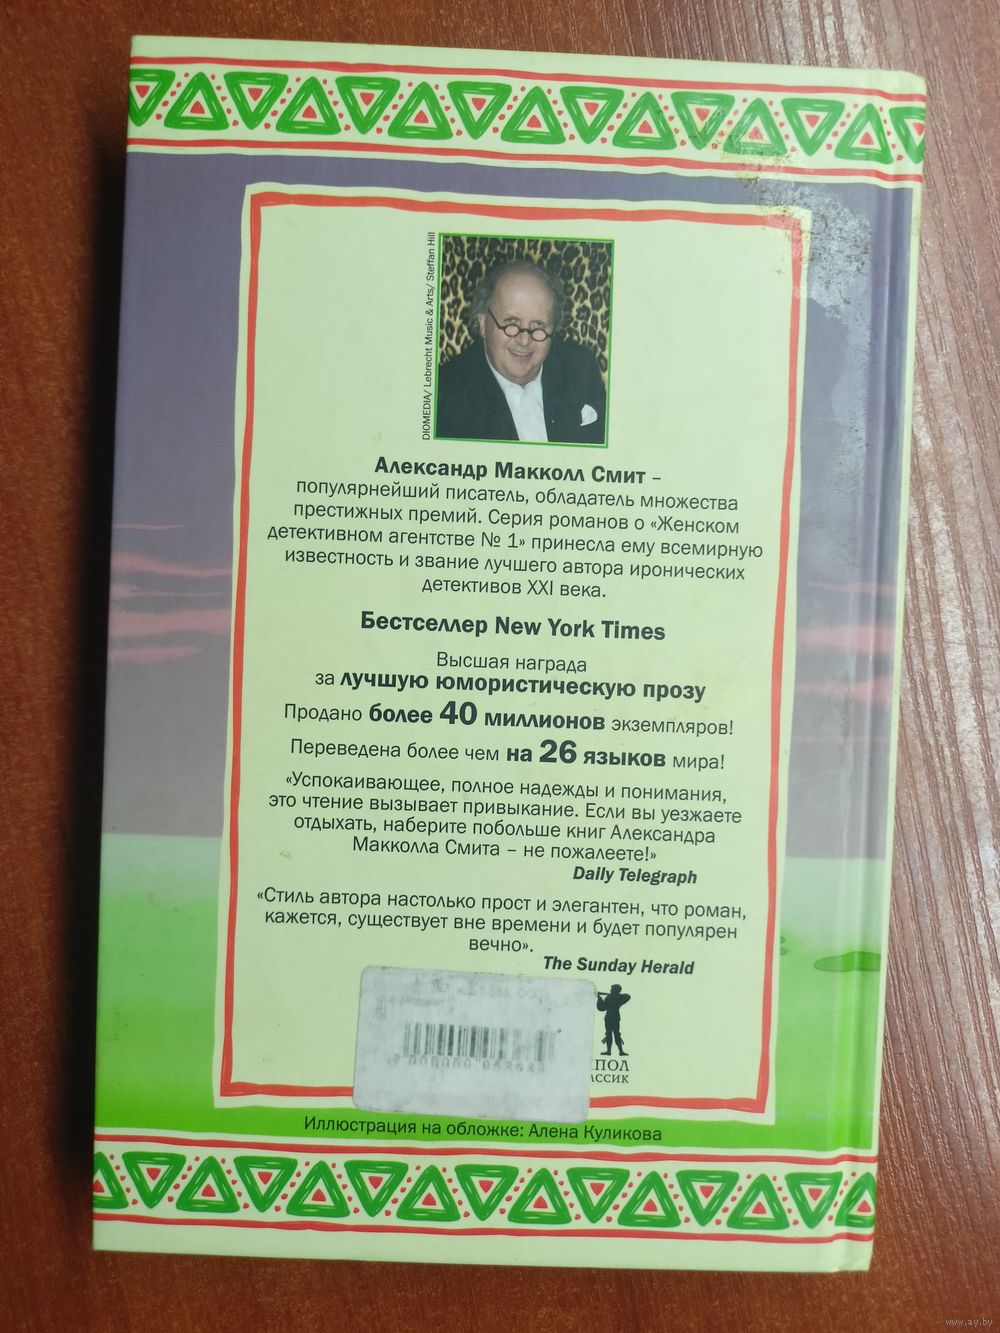 DIOMEDIA/ Lebrecht Music & Arts/ Steffan Hill
Александр Макколл Смит –
популярнейший писатель, обладатель множества
престижных премий. Серия романов о «Женском
детективном агентстве № 1» принесла ему всемирную
известность и звание лучшего автора иронических
детективов XXI века.
Бестселлер New York Times
Высшая награда
за лучшую юмористическую прозу
Продано более 40 миллионов экземпляров!
Переведена более чем на 26 языков мира!
«Успокаивающее, полное надежды и понимания,
это чтение вызывает привыкание. Если вы уезжаете
отдыхать, наберите побольше книг Александра
Макколла Смита – не пожалеете!»
Daily Telegraph
«Стиль автора настолько прост и элегантен, что роман,
кажется, существует вне времени и будет популярен
вечно».
The Sunday Herald
Иллюстрация на обложке: Алена Куликова
www.ay.by